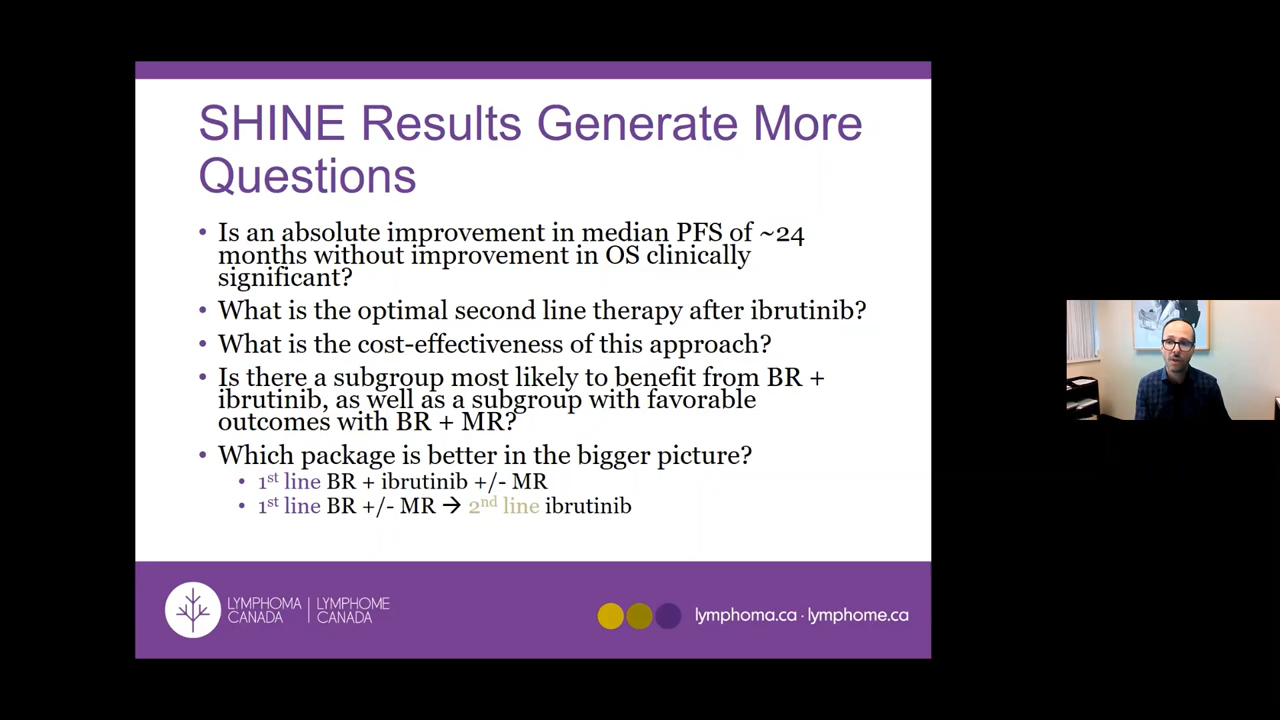 SHINE Results Generate More
Questions
• Is an absolute improvement in median PFS of ~24
months without improvement in OS clinically
significant?
• What is the optimal second line therapy after ibrutinib?
• What is the cost-effectiveness of this approach?
• Is there a subgroup most likely to benefit from BR +
ibrutinib, as well as a subgroup with favorable
outcomes with BR + MR?
• Which package is better in the bigger picture?
• 1st line BR + ibrutinib +/- MR
• 1st line BR +/- MR → 2nd line ibrutinib
LYMPHOMA | LYMPHOME
CANADA | CANADA
lymphoma.ca · lymphome.ca